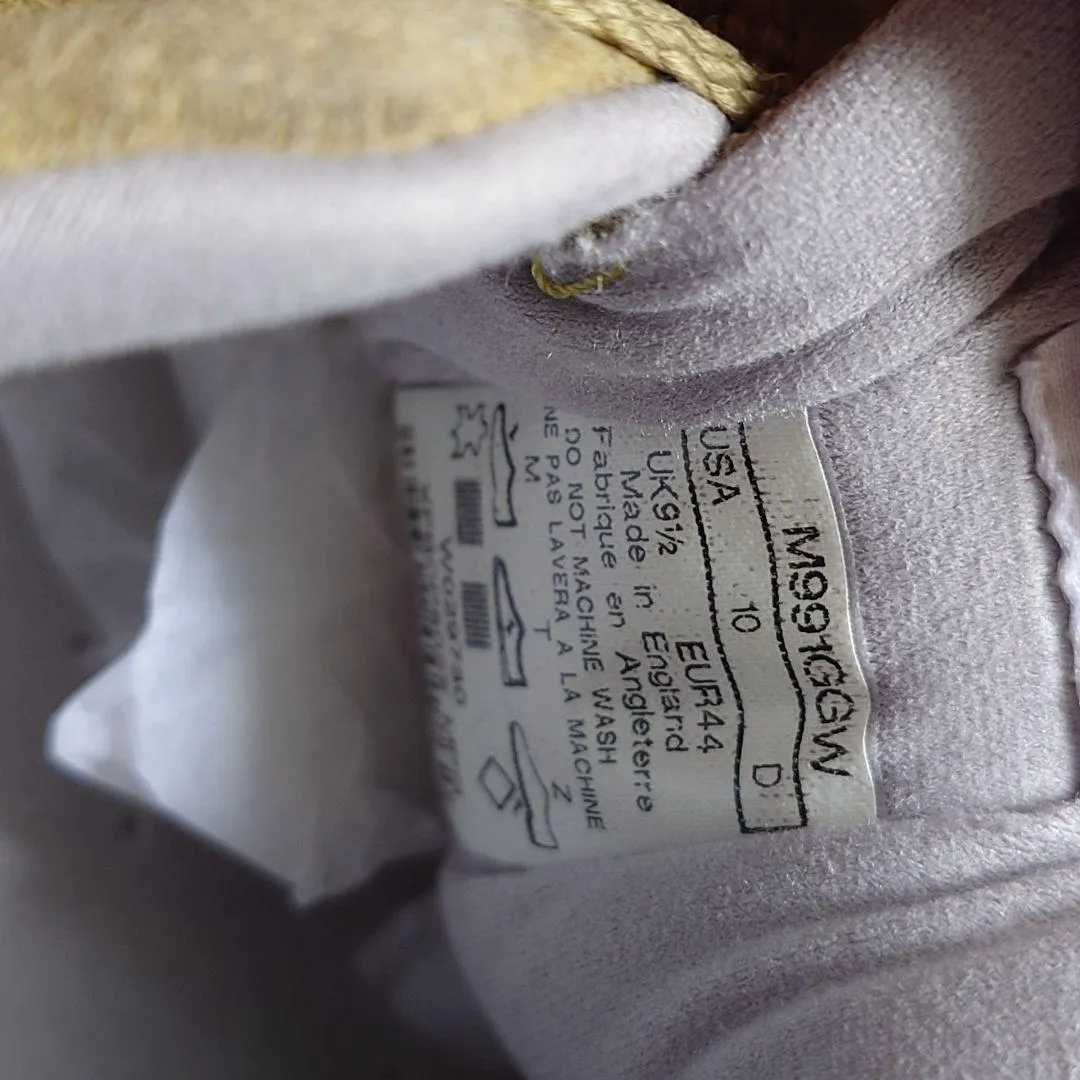 M991GGW
USA 10 D
UK9½ EUR44
Made in England
Fabrique en Angleterre
DO NOT MACHINE WASH
NE PAS LAVERA A LA MACHINE
M T Z